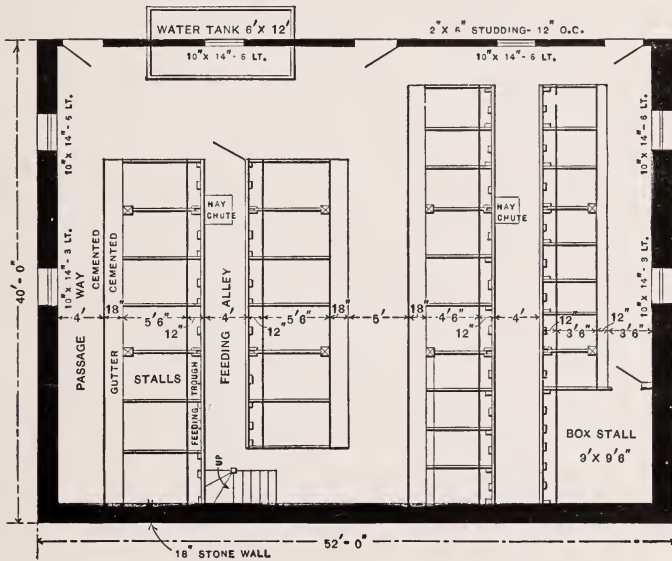 WATER TANK 6' X 12'
2" X 6" STUDDING- 12" O.C.
10" X 14"- 6 LT.
10" X 14"- 6 LT.
10" X 14"- 6 LT.
10" X 14"- 6 LT.
HAY
CHUTE
HAY
CHUTE
40'- 0"
10" X 14"- 3 LT.
10" X 14"- 3 LT.
CEMENTED
CEMENTED
4'
18"
5'6"
12"
4'
12"
5'6"
18"
5'
18"
4'6"
12"
4'
12"
3'6"
12"
3'6"
PASSAGE WAY
GUTTER
STALLS
FEEDING TROUGH
FEEDING ALLEY
UP
BOX STALL
9' X 9'6"
52'- 0"
18" STONE WALL